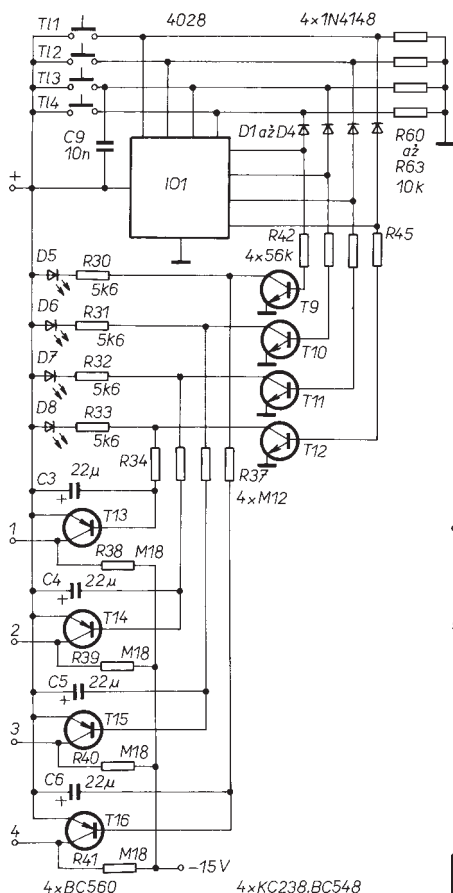 Tl1
4028
4×1N4148
Tl2
Tl3
Tl4
C9
10n
D1 až D4
R60
až
R63
10k
IO1
+
R42
4×56k
R45
D5
R30
5k6
T9
D6
R31
5k6
T10
D7
R32
5k6
T11
D8
R33
5k6
T12
R34
R37
4×M12
C3
22μ
+
T13
1
R38
M18
C4
22μ
+
T14
2
R39
M18
C5
22μ
+
T15
3
R40
M18
C6
22μ
+
T16
4
R41
M18
-15V
4×BC560
4×KC238,BC548